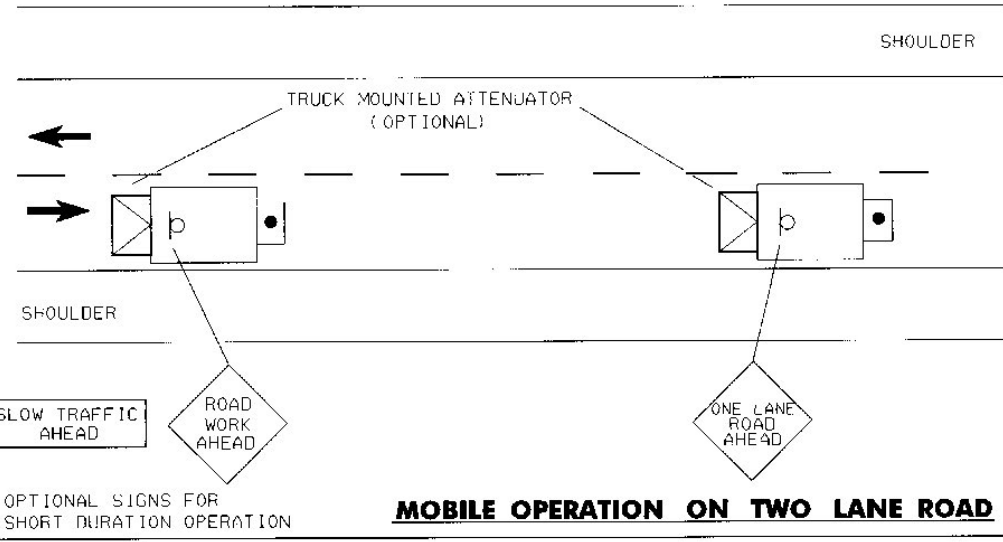 SHOULDER
TRUCK MOUNTED ATTENUATOR
(OPTIONAL)
SHOULDER
SLOW TRAFFIC
AHEAD
ROAD
WORK
AHEAD
ONE LANE
ROAD
AHEAD
OPTIONAL SIGNS FOR
SHORT DURATION OPERATION
MOBILE OPERATION ON TWO LANE ROAD